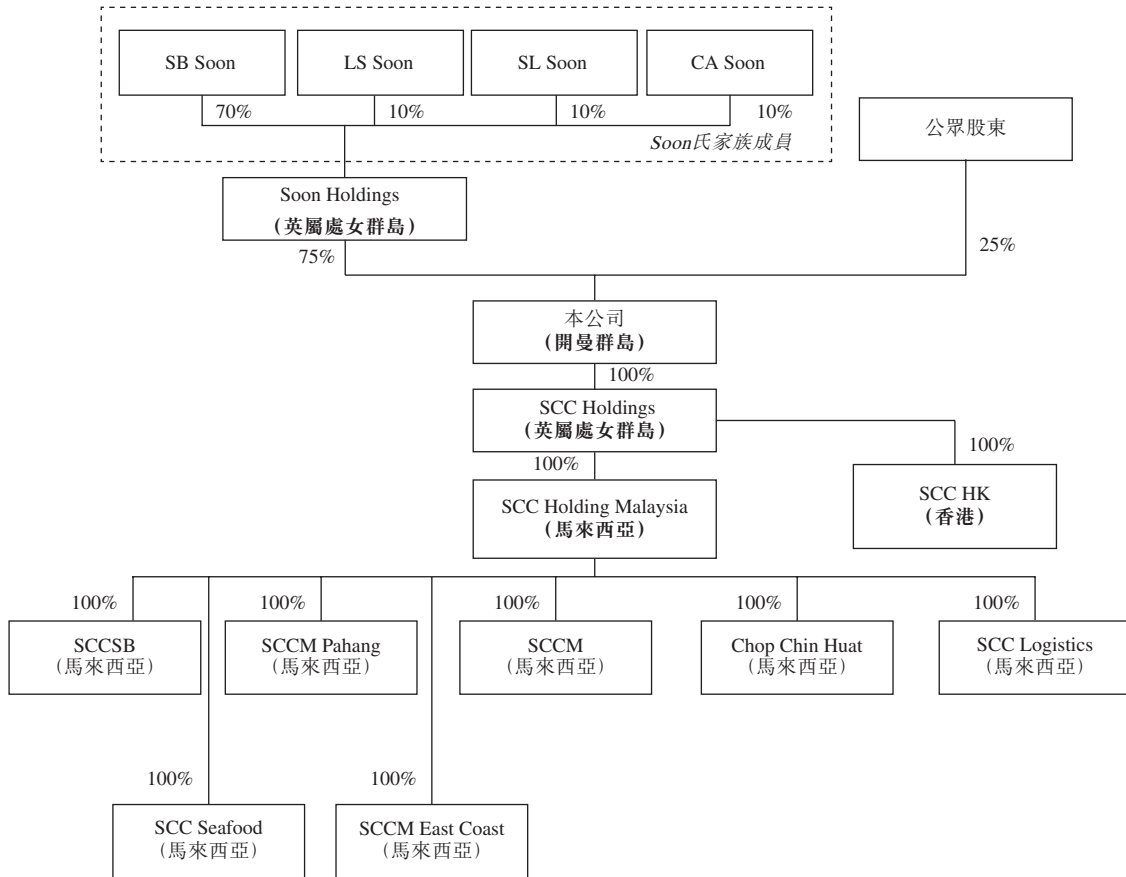 SB Soon
LS Soon
SL Soon
CA Soon
70%
10%
10%
10%
Soon氏家族成員
公眾股東
Soon Holdings
(英屬處女群島)
75%
25%
本公司
(開曼群島)
100%
SCC Holdings
(英屬處女群島)
100%
100%
SCC Holding Malaysia
(馬來西亞)
SCC HK
(香港)
100%
100%
100%
100%
100%
SCCSB
(馬來西亞)
SCCM Pahang
(馬來西亞)
SCCM
(馬來西亞)
Chop Chin Huat
(馬來西亞)
SCC Logistics
(馬來西亞)
100%
100%
SCC Seafood
(馬來西亞)
SCCM East Coast
(馬來西亞)